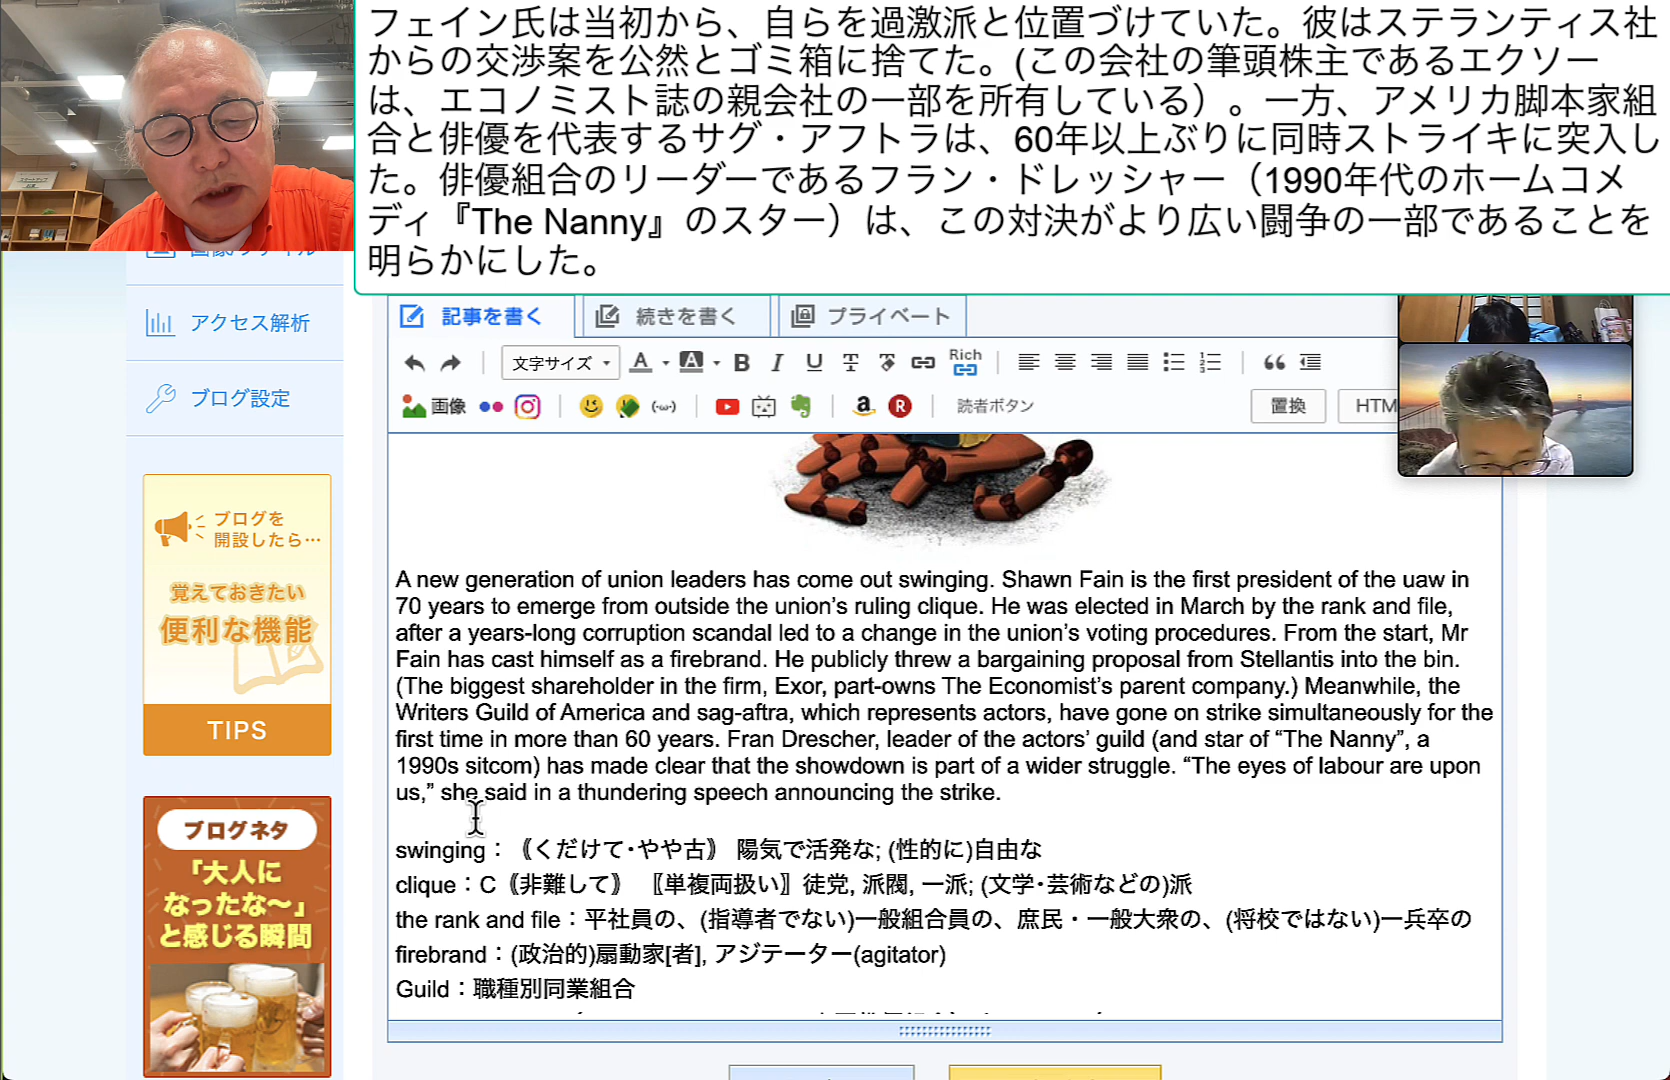 フェイン氏は当初から、自らを過激派と位置づけていた。彼はステランティス社
からの交渉案を公然とゴミ箱に捨てた。(この会社の筆頭株主であるエクソー
は、エコノミスト誌の親会社の一部を所有している）。一方、アメリカ脚本家組
合と俳優を代表するサグ・アフトラは、60年以上ぶりに同時ストライキに突入し
た。俳優組合のリーダーであるフラン・ドレッシャー（1990年代のホームコメ
ディ『The Nanny』のスター）は、この対決がより広い闘争の一部であることを
明らかにした。
アクセス解析
ブログ設定
ブログを
開設したら…
覚えておきたい
便利な機能
TIPS
ブログネタ
「大人に
なったな〜」
と感じる瞬間
記事を書く
続きを書く
プライベート
文字サイズ
Rich
画像
読者ボタン
置換
HTM
A new generation of union leaders has come out swinging. Shawn Fain is the first president of the uaw in
70 years to emerge from outside the union’s ruling clique. He was elected in March by the rank and file,
after a years-long corruption scandal led to a change in the union’s voting procedures. From the start, Mr
Fain has cast himself as a firebrand. He publicly threw a bargaining proposal from Stellantis into the bin.
(The biggest shareholder in the firm, Exor, part-owns The Economist’s parent company.) Meanwhile, the
Writers Guild of America and sag-aftra, which represents actors, have gone on strike simultaneously for the
first time in more than 60 years. Fran Drescher, leader of the actors’ guild (and star of “The Nanny”, a
1990s sitcom) has made clear that the showdown is part of a wider struggle. “The eyes of labour are upon
us,” she said in a thundering speech announcing the strike.
swinging：⦅くだけて･やや古⦆ 陽気で活発な; (性的に)自由な
clique：C⦅非難して⦆ 〖単複両扱い〗徒党, 派閥, 一派; (文学･芸術などの)派
the rank and file：平社員の、(指導者でない)一般組合員の、庶民・一般大衆の、(将校ではない)一兵卒の
firebrand：(政治的)扇動家[者], アジテーター(agitator)
Guild：職種別同業組合